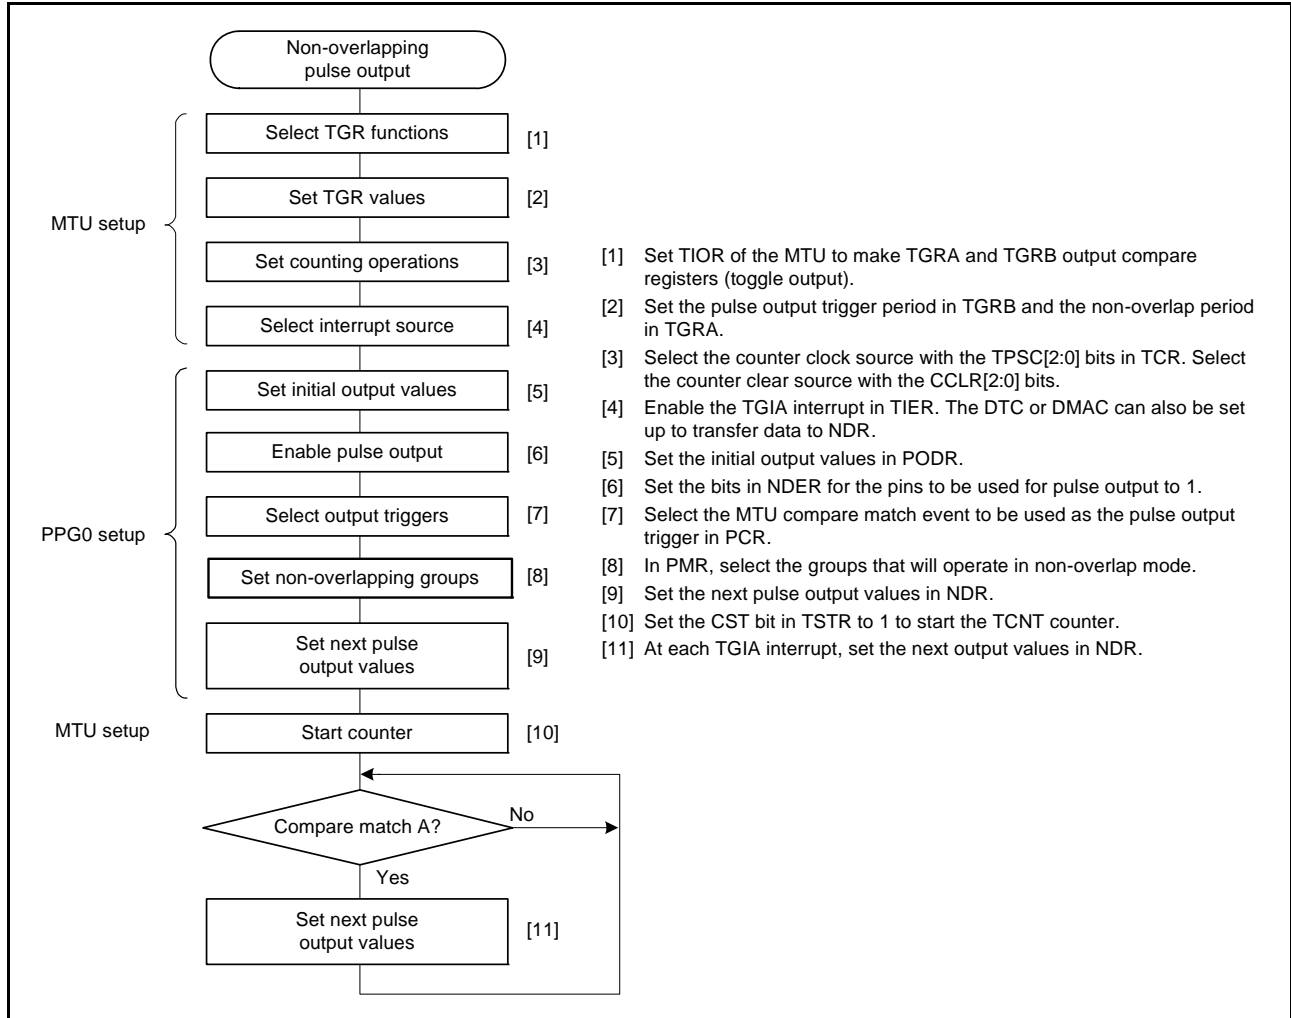 Non-overlapping
pulse output
Select TGR functions
[1]
Set TGR values
[2]
MTU setup
Set counting operations
[3]
Select interrupt source
[4]
Set initial output values
[5]
Enable pulse output
[6]
Select output triggers
[7]
PPG0 setup
Set non-overlapping groups
[8]
Set next pulse
output values
[9]
MTU setup
Start counter
[10]
Compare match A?
No
Yes
Set next pulse
output values
[11]
[1] Set TIOR of the MTU to make TGRA and TGRB output compare
registers (toggle output).
[2] Set the pulse output trigger period in TGRB and the non-overlap period
in TGRA.
[3] Select the counter clock source with the TPSC[2:0] bits in TCR. Select
the counter clear source with the CCLR[2:0] bits.
[4] Enable the TGIA interrupt in TIER. The DTC or DMAC can also be set
up to transfer data to NDR.
[5] Set the initial output values in PODR.
[6] Set the bits in NDER for the pins to be used for pulse output to 1.
[7] Select the MTU compare match event to be used as the pulse output
trigger in PCR.
[8] In PMR, select the groups that will operate in non-overlap mode.
[9] Set the next pulse output values in NDR.
[10] Set the CST bit in TSTR to 1 to start the TCNT counter.
[11] At each TGIA interrupt, set the next output values in NDR.